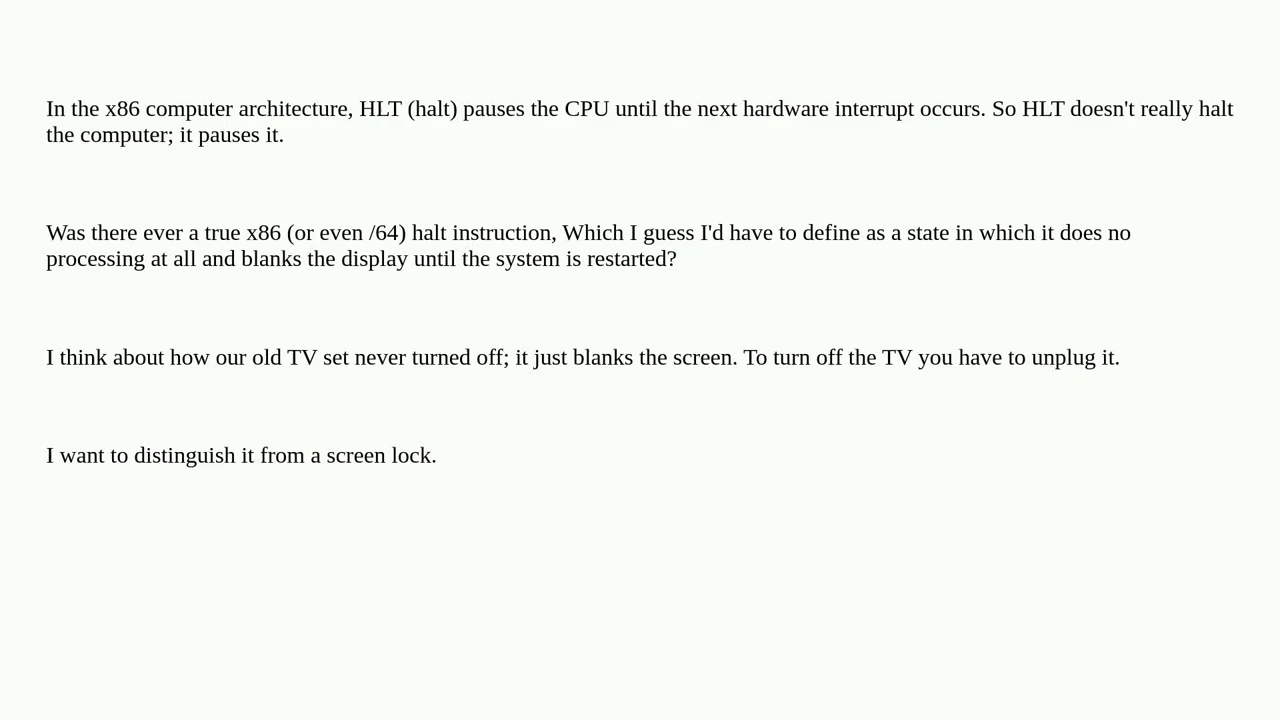 In the x86 computer architecture, HLT (halt) pauses the CPU until the next hardware interrupt occurs. So HLT doesn't really halt
the computer; it pauses it.
Was there ever a true x86 (or even /64) halt instruction, Which I guess I'd have to define as a state in which it does no
processing at all and blanks the display until the system is restarted?
I think about how our old TV set never turned off; it just blanks the screen. To turn off the TV you have to unplug it.
I want to distinguish it from a screen lock.